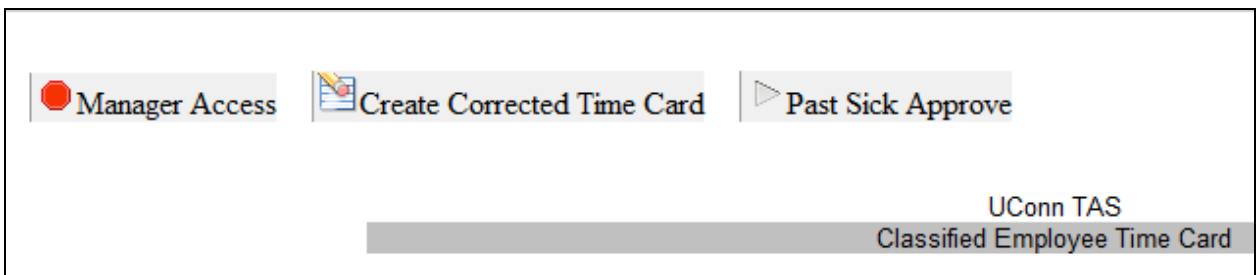 Manager Access Create Corrected Time Card Past Sick Approve
UConn TAS
Classified Employee Time Card